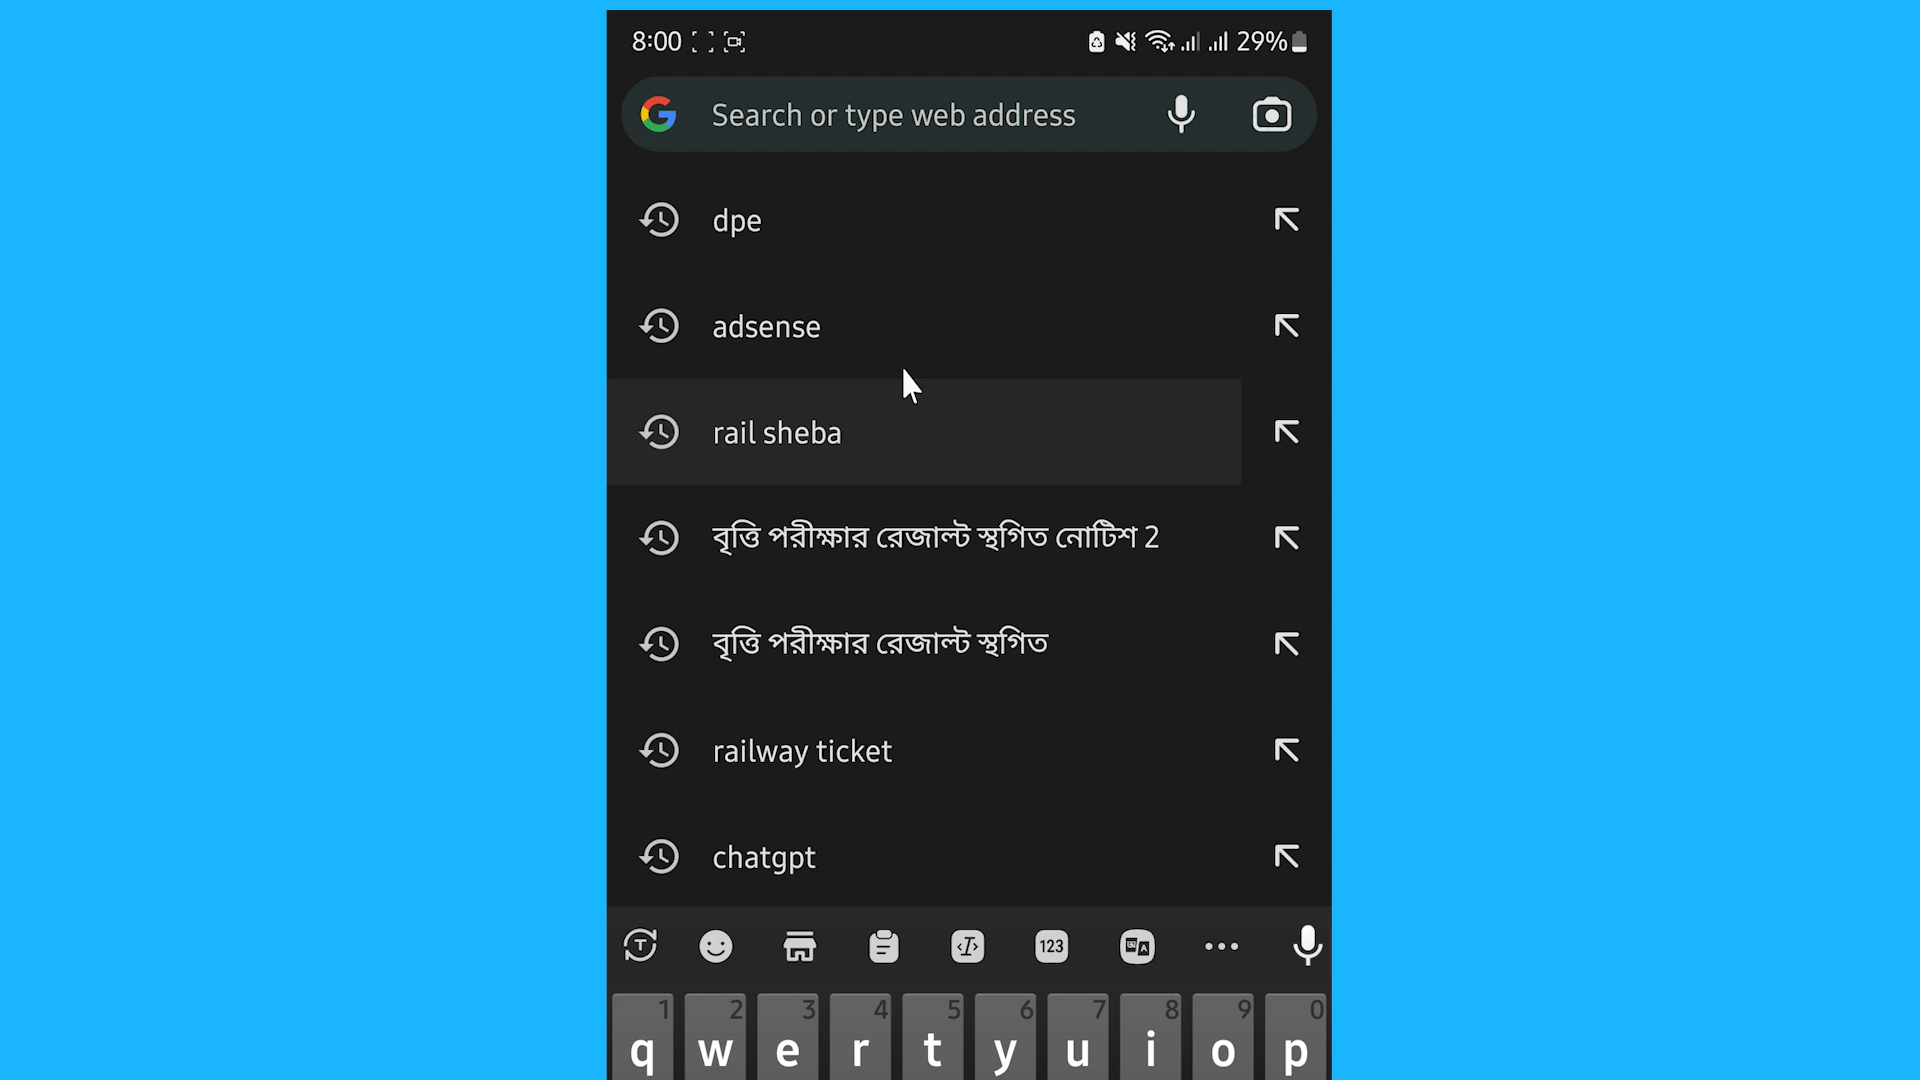 8:00 29%
Search or type web address
dpe
adsense
rail sheba
বৃত্তি পরীক্ষার রেজাল্ট স্থগিত নোটিশ 2
বৃত্তি পরীক্ষার রেজাল্ট স্থগিত
railway ticket
chatgpt
T T 123 অ A
1 2 3 4 5 6 7 8 9 0
q w e r t y u i o p